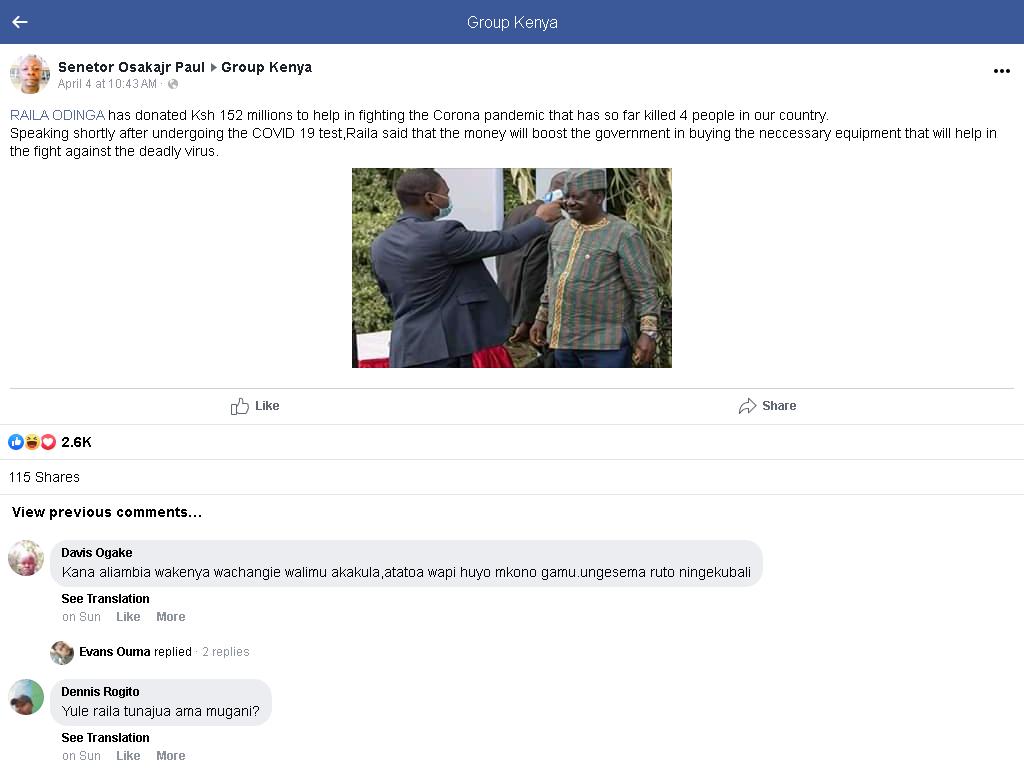 Group Kenya
Senetor Osakajr Paul ▸ Group Kenya
April 4 at 10:43 AM ·
RAILA ODINGA has donated Ksh 152 millions to help in fighting the Corona pandemic that has so far killed 4 people in our country.
Speaking shortly after undergoing the COVID 19 test,Raila said that the money will boost the government in buying the neccessary equipment that will help in
the fight against the deadly virus.
Like Share
2.6K
115 Shares
View previous comments...
Davis Ogake
Kana aliambia wakenya wachangie walimu akakula,atatoa wapi huyo mkono gamu.ungesema ruto ningekubali
See Translation
on Sun Like More
Evans Ouma replied · 2 replies
Dennis Rogito
Yule raila tunajua ama mugani?
See Translation
on Sun Like More